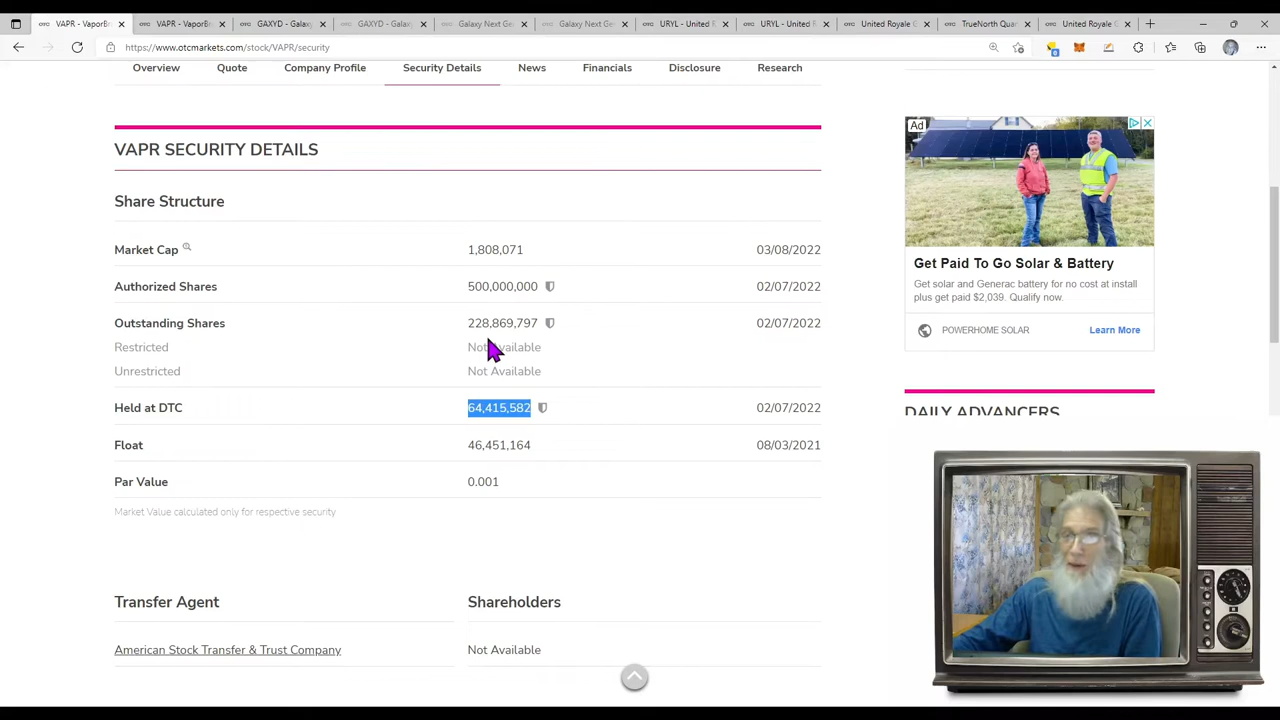 VAPR - VaporBr
VAPR - VaporBr
GAXYD - Galaxy
GAXYD - Galaxy
Galaxy Next Gen
Galaxy Next Gen
URYL - United R
URYL - United R
United Royale
TrueNorth Quan
United Royale
https://www.otcmarkets.com/stock/VAPR/security
Overview Quote Company Profile Security Details News Financials Disclosure Research
VAPR SECURITY DETAILS
Share Structure
Market Cap 1,808,071 03/08/2022
Authorized Shares 500,000,000 02/07/2022
Outstanding Shares 228,869,797 02/07/2022
Restricted Not Available
Unrestricted Not Available
Held at DTC 64,415,582 02/07/2022
Float 46,451,164 08/03/2021
Par Value 0.001
Market Value calculated only for respective security
Transfer Agent
American Stock Transfer & Trust Company
Shareholders
Not Available
Ad
Get Paid To Go Solar & Battery
Get solar and Generac battery for no cost at install
plus get paid $2,039. Qualify now.
POWERHOME SOLAR Learn More
DAILY ADVANCERS